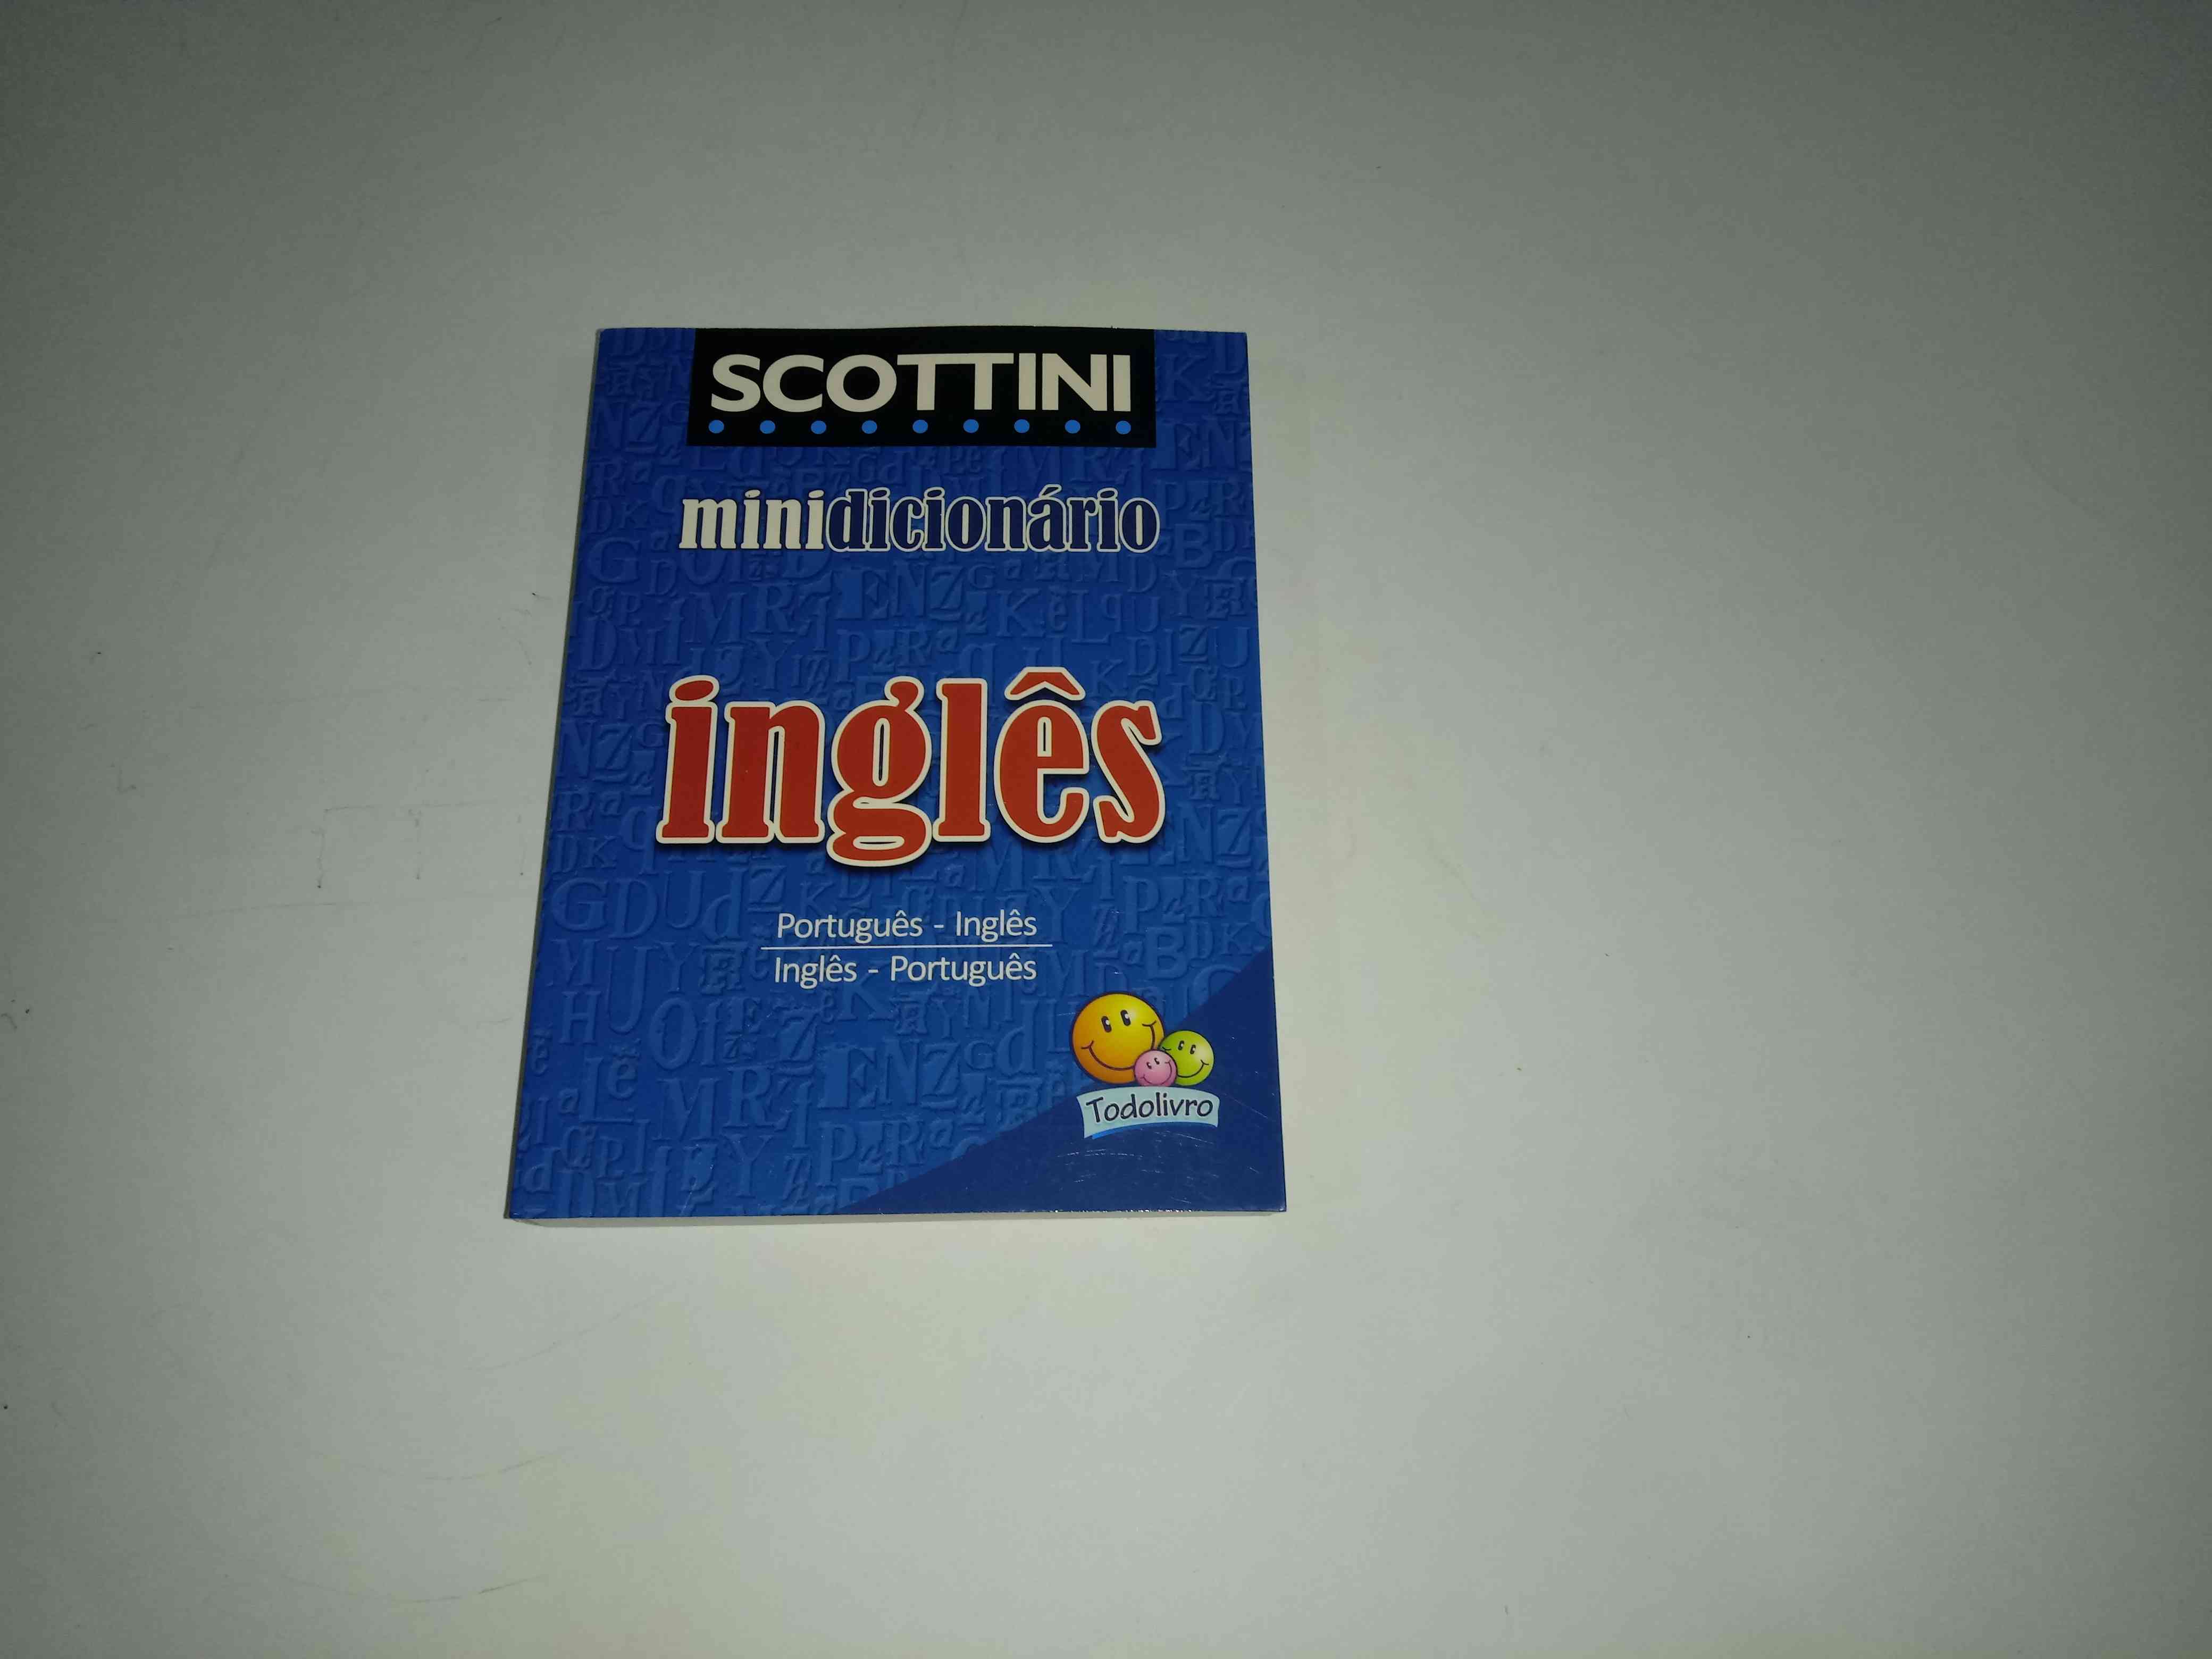 SCOTTINI
minidicionário
inglês
Português - Inglês
Inglês - Português
Todolivro